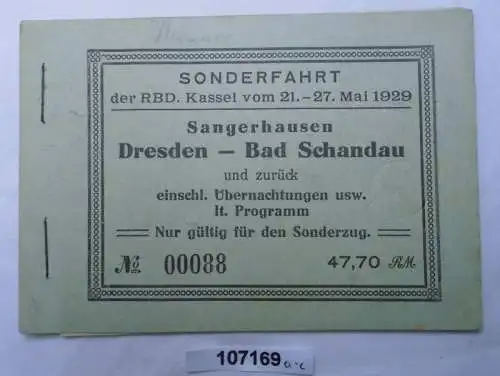 SONDERFAHRT
der RBD. Kassel vom 21.–27. Mai 1929
Sangerhausen
Dresden – Bad Schandau
und zurück
einschl. Übernachtungen usw.
lt. Programm
Nur gültig für den Sonderzug.
№ 00088 47,70 RM
107169 a-c